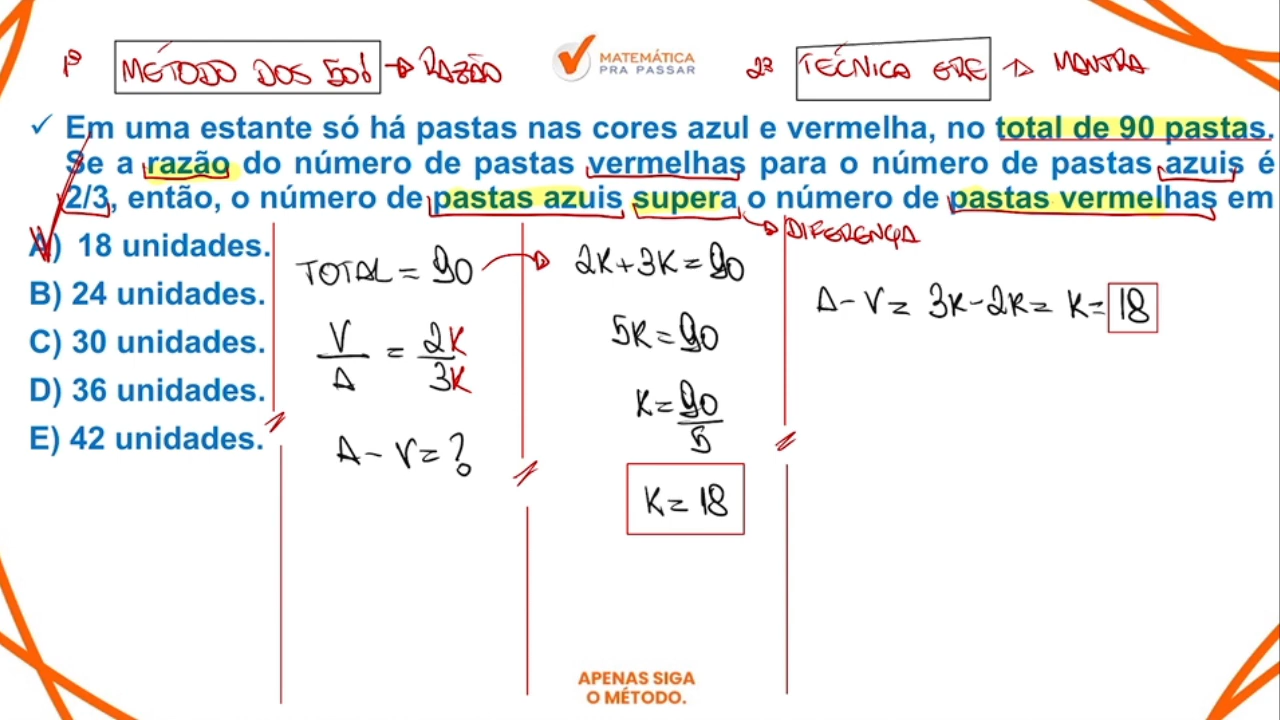 1º MÉTODO DOS 50! → RAZÃO
MATEMÁTICA
PRA PASSAR
2ª TÉCNICA → MANTRA
✓ Em uma estante só há pastas nas cores azul e vermelha, no total de 90 pastas.
Se a razão do número de pastas vermelhas para o número de pastas azuis é
2/3, então, o número de pastas azuis supera o número de pastas vermelhas em
→ DIFERENÇA
A) 18 unidades.
B) 24 unidades.
C) 30 unidades.
D) 36 unidades.
E) 42 unidades.
TOTAL = 90
V/A = 2K/3K
A - V = ?
2K+3K=90
5K=90
K=90/5
K=18
A-V= 3K-2K= K=18
APENAS SIGA
O MÉTODO.